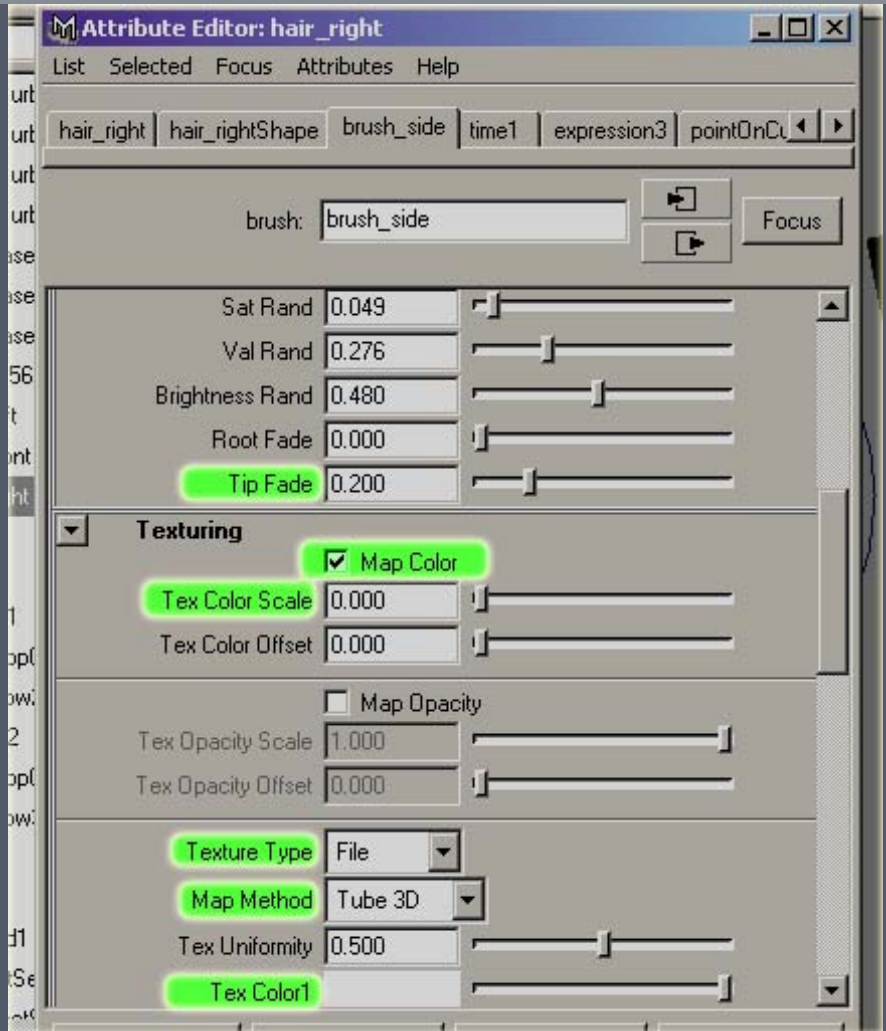 Attribute Editor: hair_right
List Selected Focus Attributes Help
hair_right hair_rightShape brush_side time1 expression3 pointOnCu
brush: brush_side Focus
Sat Rand 0.049
Val Rand 0.276
Brightness Rand 0.480
Root Fade 0.000
Tip Fade 0.200
Texturing
Map Color
Tex Color Scale 0.000
Tex Color Offset 0.000
Map Opacity
Tex Opacity Scale 1.000
Tex Opacity Offset 0.000
Texture Type File
Map Method Tube 3D
Tex Uniformity 0.500
Tex Color1